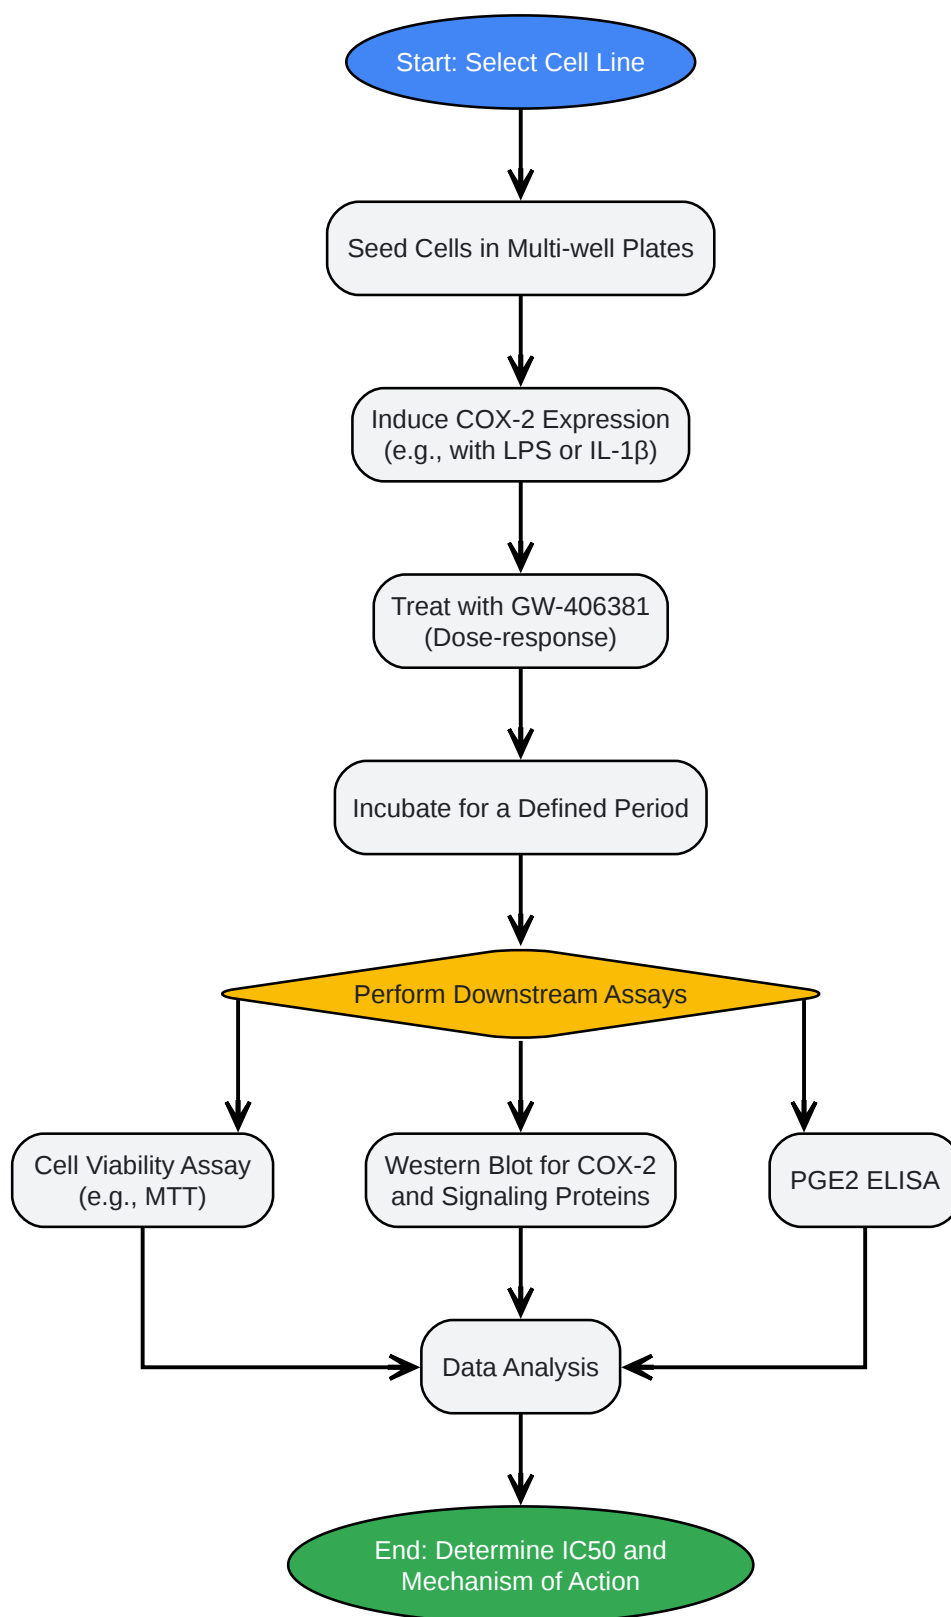 Start: Select Cell Line
Seed Cells in Multi-well Plates
Induce COX-2 Expression
(e.g., with LPS or IL-1β)
Treat with GW-406381
(Dose-response)
Incubate for a Defined Period
Perform Downstream Assays
Cell Viability Assay
(e.g., MTT)
Western Blot for COX-2
and Signaling Proteins
PGE2 ELISA
Data Analysis
End: Determine IC50 and
Mechanism of Action